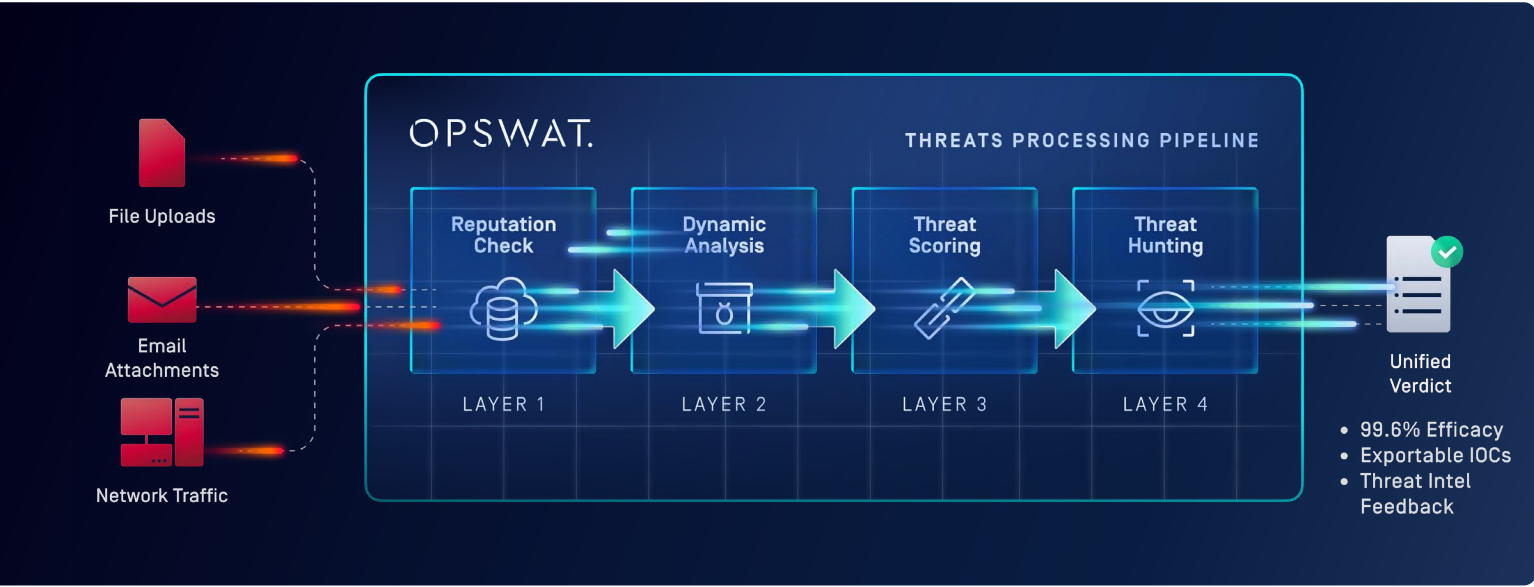 OPSWAT.
THREATS PROCESSING PIPELINE
File Uploads
Email
Attachments
Network Traffic
Reputation
Check
LAYER 1
Dynamic
Analysis
LAYER 2
Threat
Scoring
LAYER 3
Threat
Hunting
LAYER 4
Unified
Verdict
• 99.6% Efficacy
• Exportable IOCs
• Threat Intel
Feedback